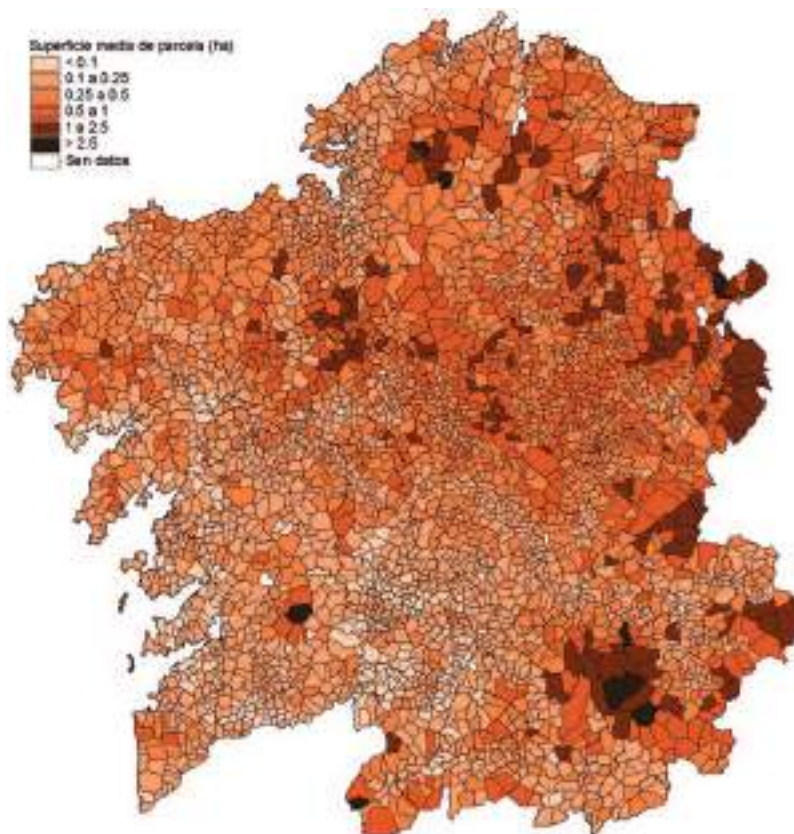 Superficie media de parcela (ha)
< 0.1
0.1 a 0.25
0.25 a 0.5
0.5 a 1
1 a 2.5
> 2.5
Sen datos